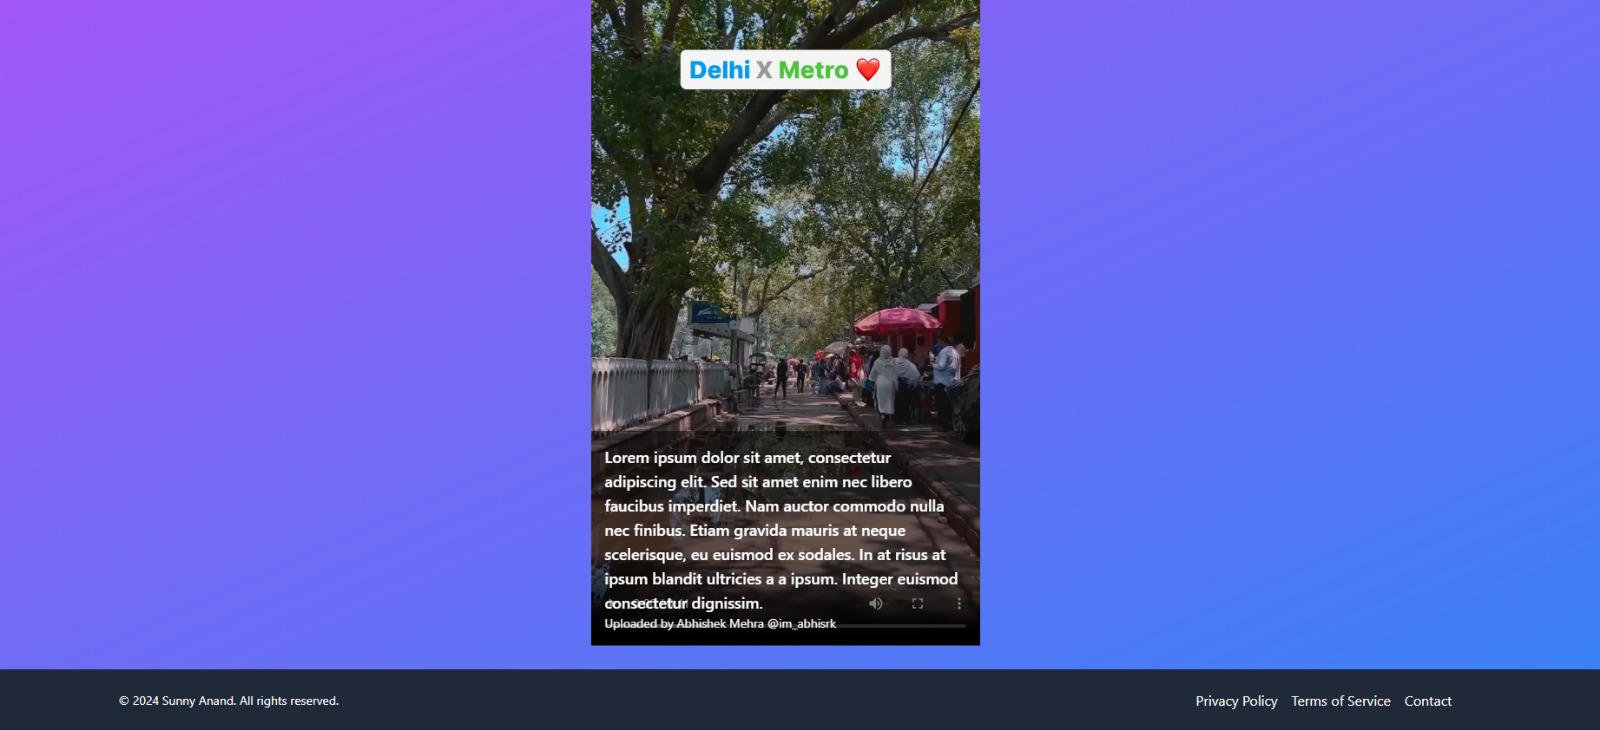 Delhi X Metro ❤️
Lorem ipsum dolor sit amet, consectetur
adipiscing elit. Sed sit amet enim nec libero
faucibus imperdiet. Nam auctor commodo nulla
nec finibus. Etiam gravida mauris at neque
scelerisque, eu euismod ex sodales. In at risus at
ipsum blandit ultricies a a ipsum. Integer euismod
consectetur dignissim.
Uploaded by Abhishek Mehra @im_abhisrk
© 2024 Sunny Anand. All rights reserved.
Privacy Policy Terms of Service Contact